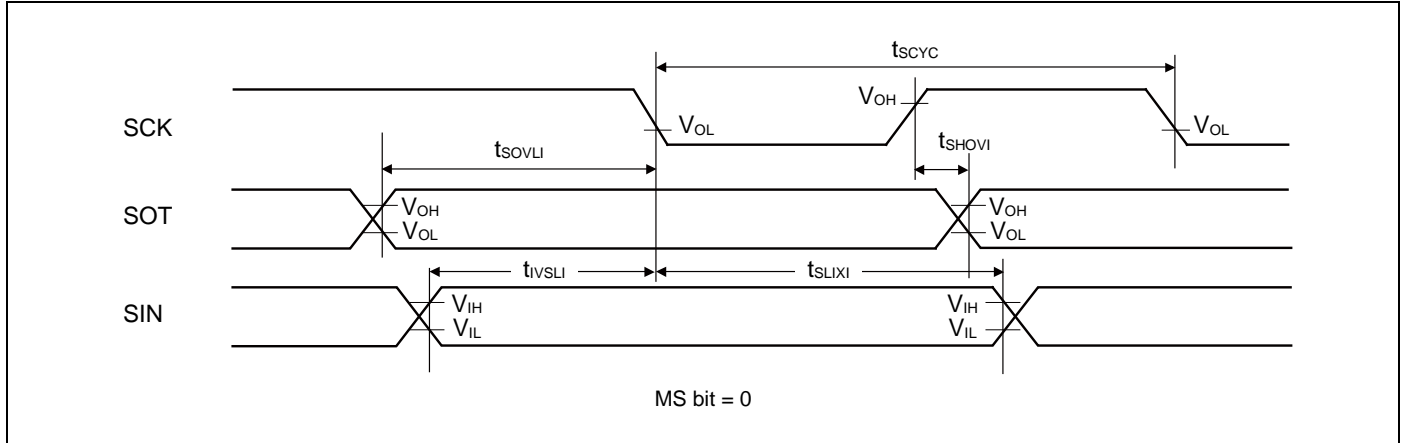 tSCYC
SCK
VOL
VOH
VOL
tSOVLI
tSHOVI
SOT
VOH
VOL
VOH
VOL
tIVSLI
tSLIXI
SIN
VIH
VIL
VIH
VIL
MS bit = 0